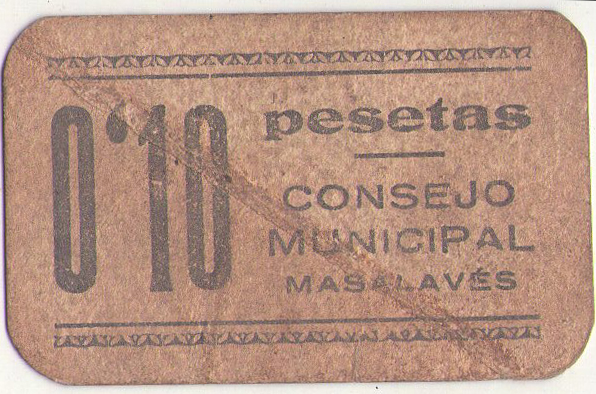 0'10 pesetas
CONSEJO
MUNICIPAL
MASALAVÉS